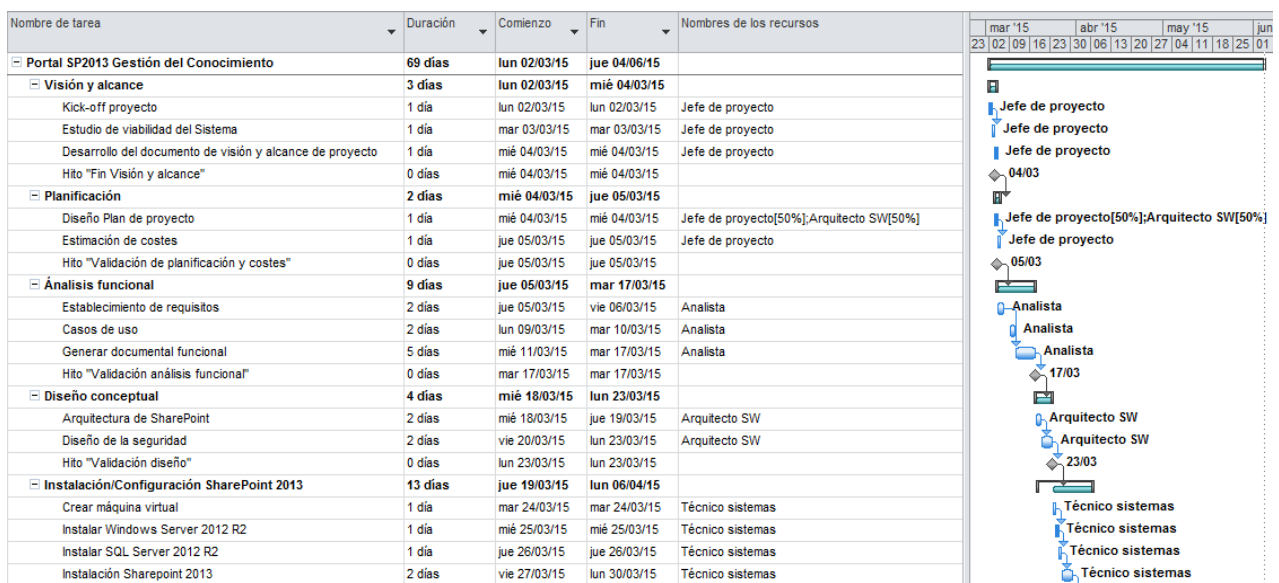 Nombre de tarea Duración Comienzo Fin Nombres de los recursos
mar '15 abr '15 may '15 jun
23 02 09 16 23 30 06 13 20 27 04 11 18 25 01
Portal SP2013 Gestión del Conocimiento 69 días lun 02/03/15 jue 04/06/15
Visión y alcance 3 días lun 02/03/15 mié 04/03/15
Kick-off proyecto 1 día lun 02/03/15 lun 02/03/15 Jefe de proyecto Jefe de proyecto
Estudio de viabilidad del Sistema 1 día mar 03/03/15 mar 03/03/15 Jefe de proyecto Jefe de proyecto
Desarrollo del documento de visión y alcance de proyecto 1 día mié 04/03/15 mié 04/03/15 Jefe de proyecto Jefe de proyecto
Hito "Fin Visión y alcance" 0 días mié 04/03/15 mié 04/03/15 04/03
Planificación 2 días mié 04/03/15 jue 05/03/15
Diseño Plan de proyecto 1 día mié 04/03/15 mié 04/03/15 Jefe de proyecto[50%];Arquitecto SW[50%] Jefe de proyecto[50%];Arquitecto SW[50%]
Estimación de costes 1 día jue 05/03/15 jue 05/03/15 Jefe de proyecto Jefe de proyecto
Hito "Validación de planificación y costes" 0 días jue 05/03/15 jue 05/03/15 05/03
Ánalisis funcional 9 días jue 05/03/15 mar 17/03/15
Establecimiento de requisitos 2 días jue 05/03/15 vie 06/03/15 Analista Analista
Casos de uso 2 días lun 09/03/15 mar 10/03/15 Analista Analista
Generar documental funcional 5 días mié 11/03/15 mar 17/03/15 Analista Analista
Hito "Validación análisis funcional" 0 días mar 17/03/15 mar 17/03/15 17/03
Diseño conceptual 4 días mié 18/03/15 lun 23/03/15
Arquitectura de SharePoint 2 días mié 18/03/15 jue 19/03/15 Arquitecto SW Arquitecto SW
Diseño de la seguridad 2 días vie 20/03/15 lun 23/03/15 Arquitecto SW Arquitecto SW
Hito "Validación diseño" 0 días lun 23/03/15 lun 23/03/15 23/03
Instalación/Configuración SharePoint 2013 13 días jue 19/03/15 lun 06/04/15
Crear máquina virtual 1 día mar 24/03/15 mar 24/03/15 Técnico sistemas Técnico sistemas
Instalar Windows Server 2012 R2 1 día mié 25/03/15 mié 25/03/15 Técnico sistemas Técnico sistemas
Instalar SQL Server 2012 R2 1 día jue 26/03/15 jue 26/03/15 Técnico sistemas Técnico sistemas
Instalación Sharepoint 2013 2 días vie 27/03/15 lun 30/03/15 Técnico sistemas Técnico sistemas